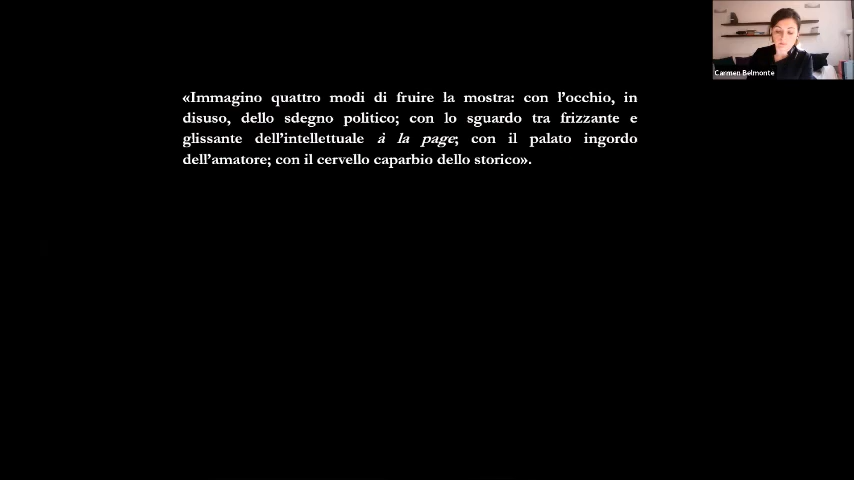 «Immagino quattro modi di fruire la mostra: con l'occhio, in
disuso, dello sdegno politico; con lo sguardo tra frizzante e
glissante dell'intellettuale à la page; con il palato ingordo
dell'amatore; con il cervello caparbio dello storico».
Carmen Belmonte